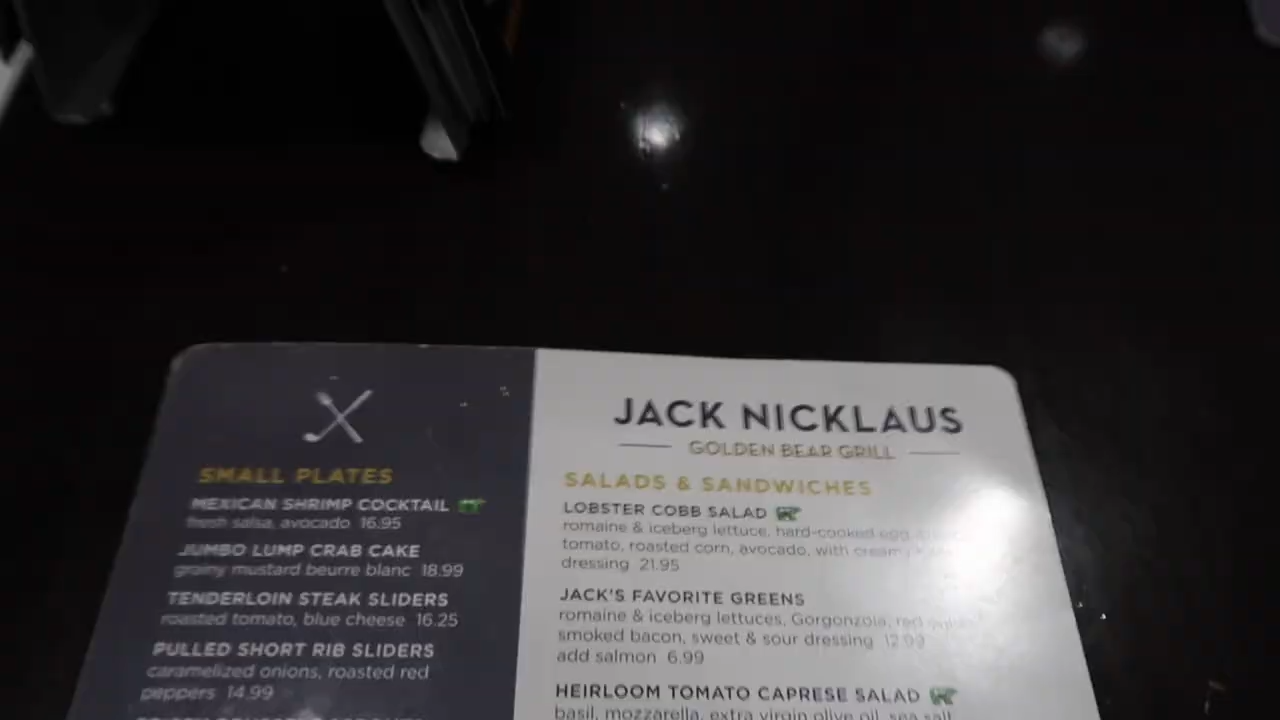 SMALL PLATES
MEXICAN SHRIMP COCKTAIL
fresh salsa, avocado 16.95
JUMBO LUMP CRAB CAKE
grainy mustard beurre blanc 18.99
TENDERLOIN STEAK SLIDERS
roasted tomato, blue cheese 16.25
PULLED SHORT RIB SLIDERS
caramelized onions, roasted red
peppers 14.99
JACK NICKLAUS
GOLDEN BEAR GRILL
SALADS & SANDWICHES
LOBSTER COBB SALAD
romaine & iceberg lettuce, hard-cooked egg,
tomato, roasted corn, avocado, with creamy
dressing 21.95
JACK'S FAVORITE GREENS
romaine & iceberg lettuces, Gorgonzola, red
smoked bacon, sweet & sour dressing
add salmon 6.99
HEIRLOOM TOMATO CAPRESE SALAD
basil, mozzarella, extra virgin olive oil, sea salt